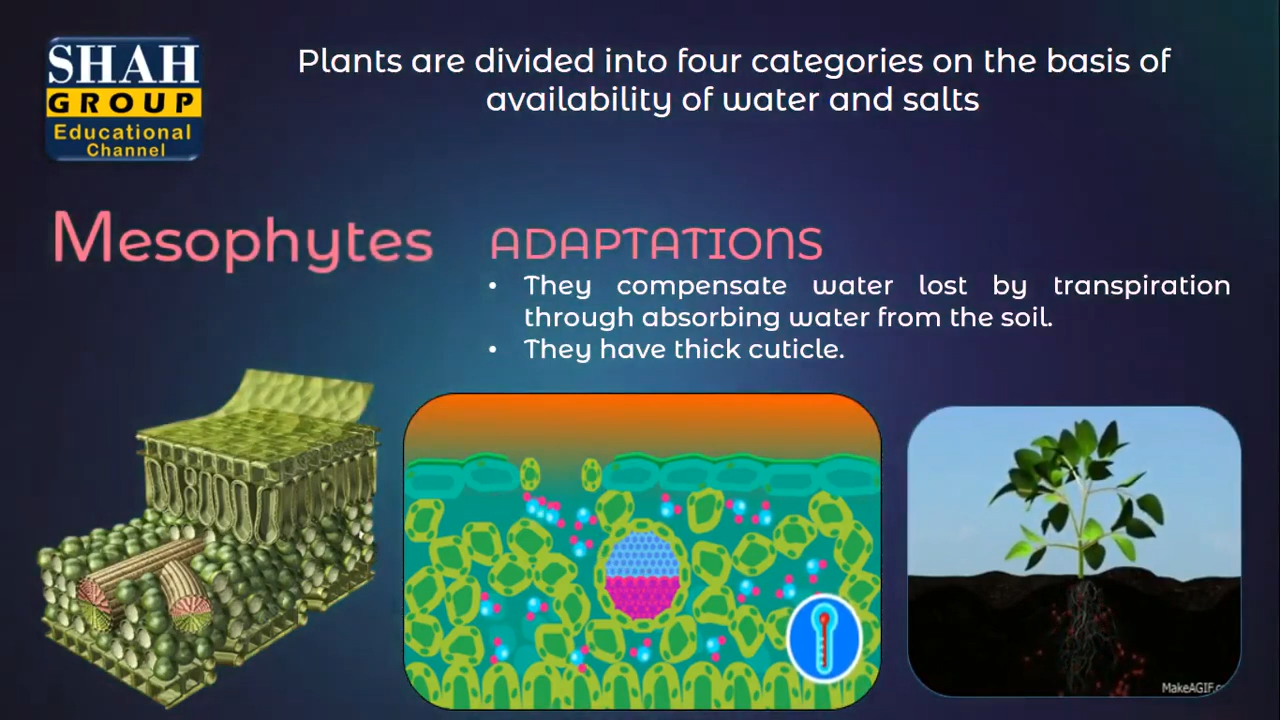 SHAH
GROUP
Educational
Channel
Plants are divided into four categories on the basis of
availability of water and salts
Mesophytes
ADAPTATIONS
• They compensate water lost by transpiration
through absorbing water from the soil.
• They have thick cuticle.